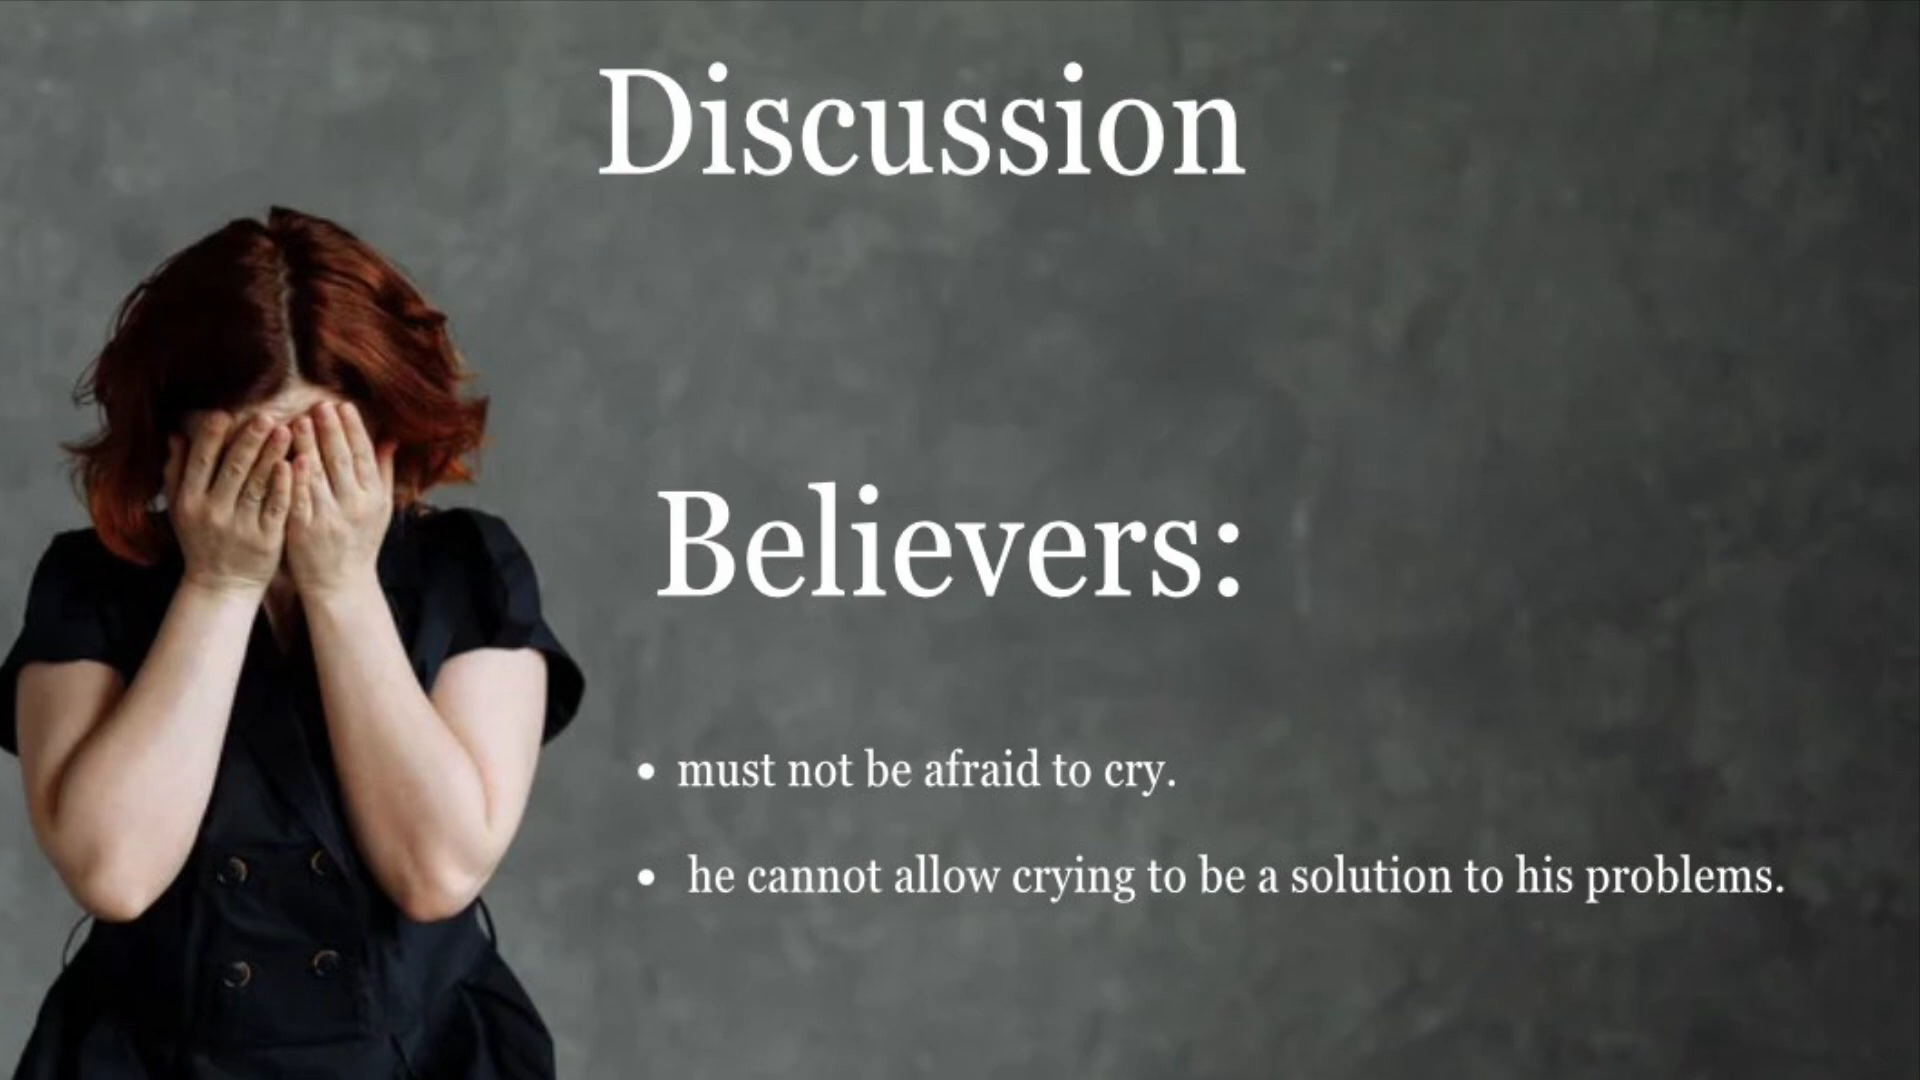 Discussion
Believers:
• must not be afraid to cry.
• he cannot allow crying to be a solution to his problems.